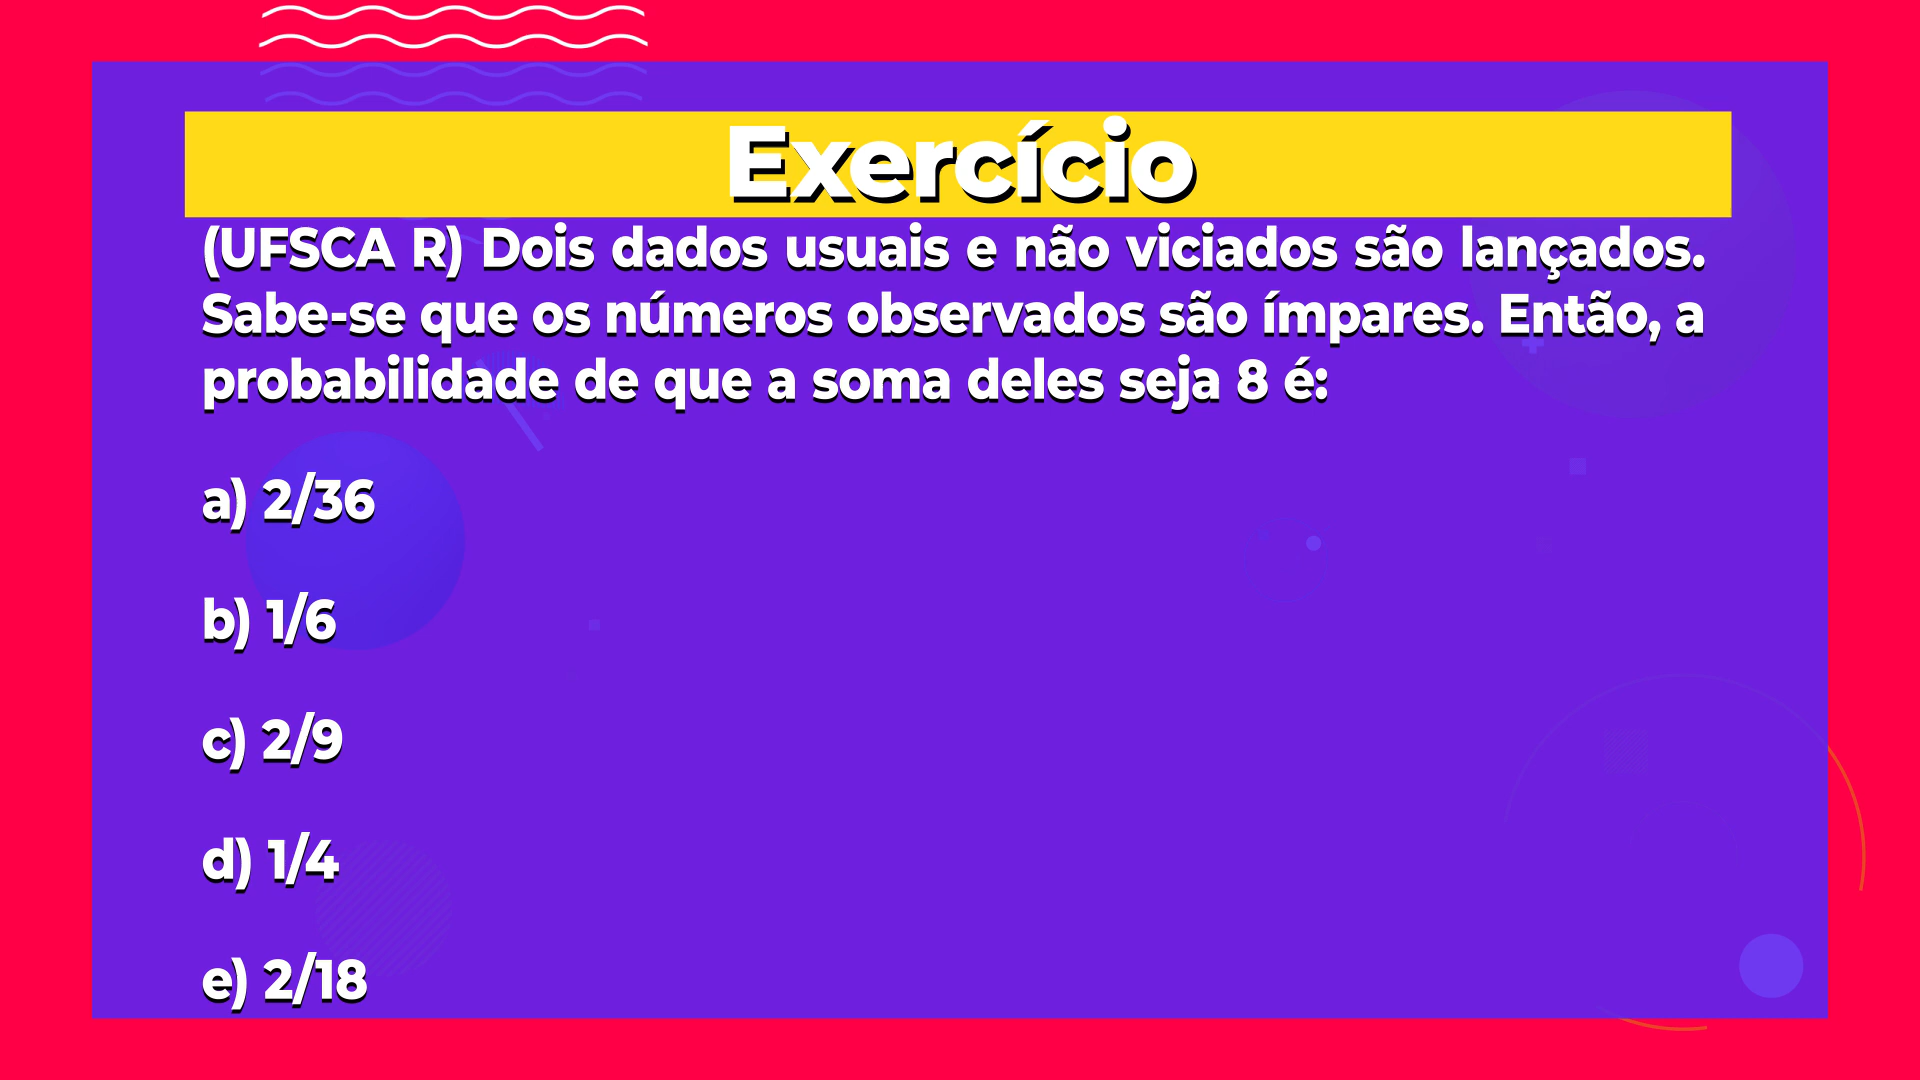 Exercício
(UFSCA R) Dois dados usuais e não viciados são lançados.
Sabe-se que os números observados são ímpares. Então, a
probabilidade de que a soma deles seja 8 é:
a) 2/36
b) 1/6
c) 2/9
d) 1/4
e) 2/18